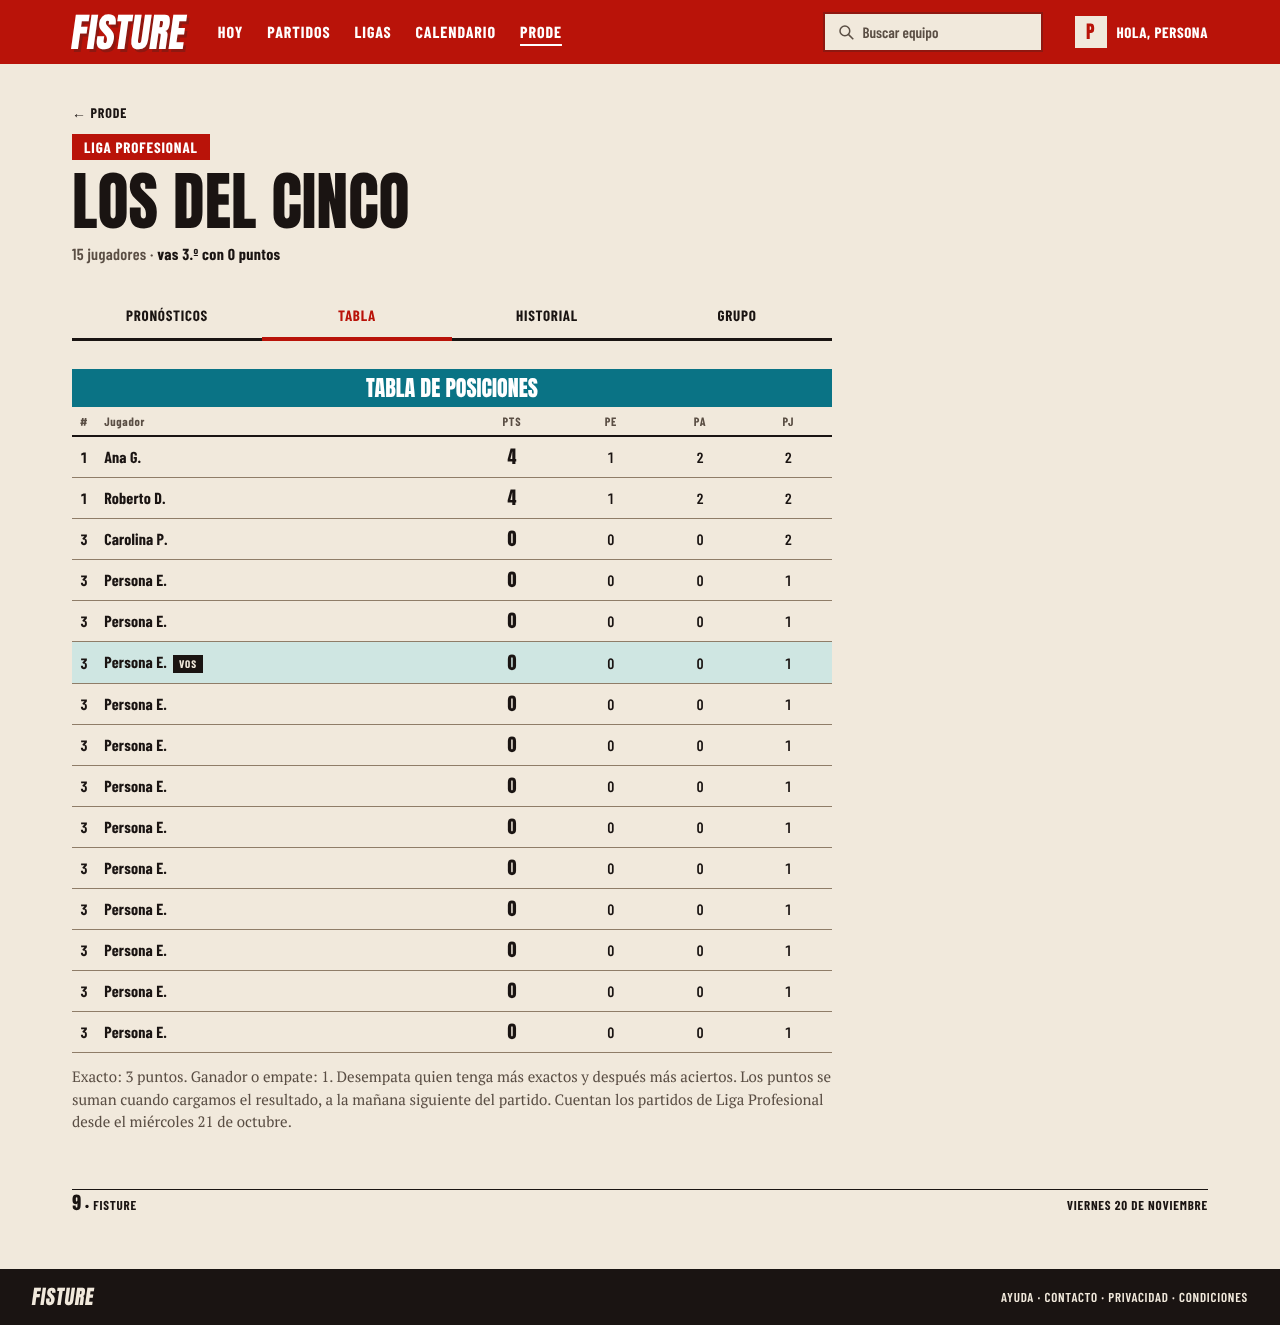 FISTURE HOY PARTIDOS LIGAS CALENDARIO PRODE Buscar equipo P HOLA, PERSONA
← PRODE
LIGA PROFESIONAL
LOS DEL CINCO
15 jugadores · vas 3.º con 0 puntos
PRONÓSTICOS TABLA HISTORIAL GRUPO
TABLA DE POSICIONES
# Jugador PTS PE PA PJ
1 Ana G. 4 1 2 2
1 Roberto D. 4 1 2 2
3 Carolina P. 0 0 0 2
3 Persona E. 0 0 0 1
3 Persona E. 0 0 0 1
3 Persona E. VOS 0 0 0 1
3 Persona E. 0 0 0 1
3 Persona E. 0 0 0 1
3 Persona E. 0 0 0 1
3 Persona E. 0 0 0 1
3 Persona E. 0 0 0 1
3 Persona E. 0 0 0 1
3 Persona E. 0 0 0 1
3 Persona E. 0 0 0 1
3 Persona E. 0 0 0 1
Exacto: 3 puntos. Ganador o empate: 1. Desempata quien tenga más exactos y después más aciertos. Los puntos se
suman cuando cargamos el resultado, a la mañana siguiente del partido. Cuentan los partidos de Liga Profesional
desde el miércoles 21 de octubre.
9 • FISTURE VIERNES 20 DE NOVIEMBRE
FISTURE AYUDA · CONTACTO · PRIVACIDAD · CONDICIONES